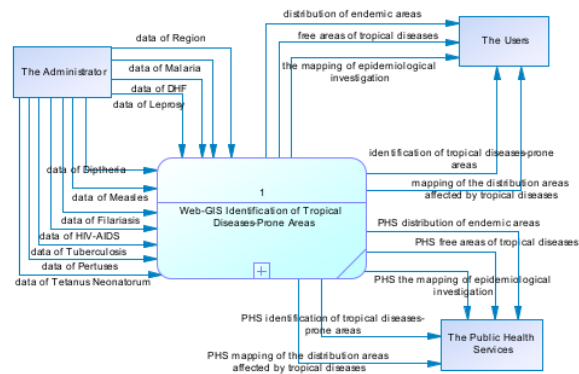 distribution of endemic areas
data of Region
free areas of tropical diseases
The Users
The Administrator
data of Malaria
the mapping of epidemiological
investigation
data of DHF
data of Leprosy
identification of tropical diseases-prone
areas
data of Diptheria
mapping of the distribution areas
affected by tropical diseases
data of Measles
1
Web-GIS Identification of Tropical
Diseases-Prone Areas
data of Filariasis
PHS distribution of endemic areas
data of HIV-AIDS
PHS free areas of tropical diseases
data of Tuberculosis
data of Pertuses
PHS the mapping of epidemiological
investigation
data of Tetanus Neonatorum
PHS identification of tropical diseases-
prone areas
The Public Health
Services
PHS mapping of the distribution areas
affected by tropical diseases